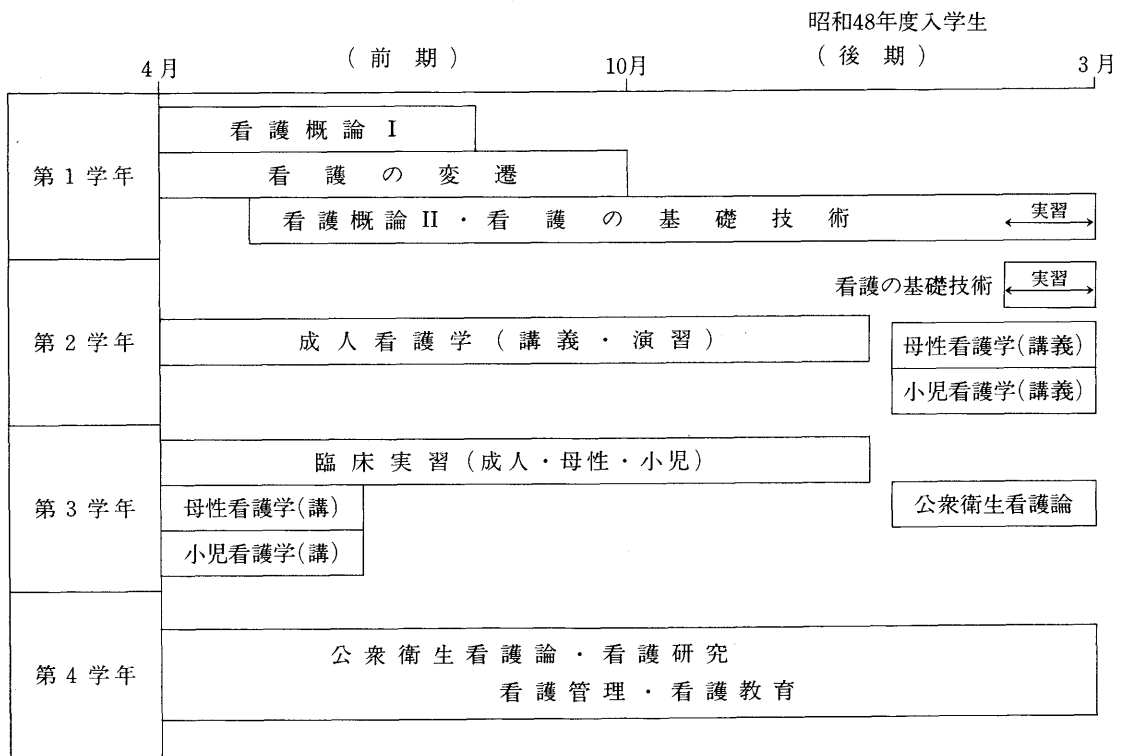 昭和48年度入学生
4月 (前期) 10月 (後期) 3月
第1学年
看護概論I
看護の変遷
看護概論II・看護の基礎技術 実習
第2学年
看護の基礎技術 実習
成人看護学(講義・演習)
母性看護学(講義)
小児看護学(講義)
第3学年
臨床実習(成人・母性・小児)
母性看護学(講)
小児看護学(講)
公衆衛生看護論
第4学年
公衆衛生看護論・看護研究
看護管理・看護教育